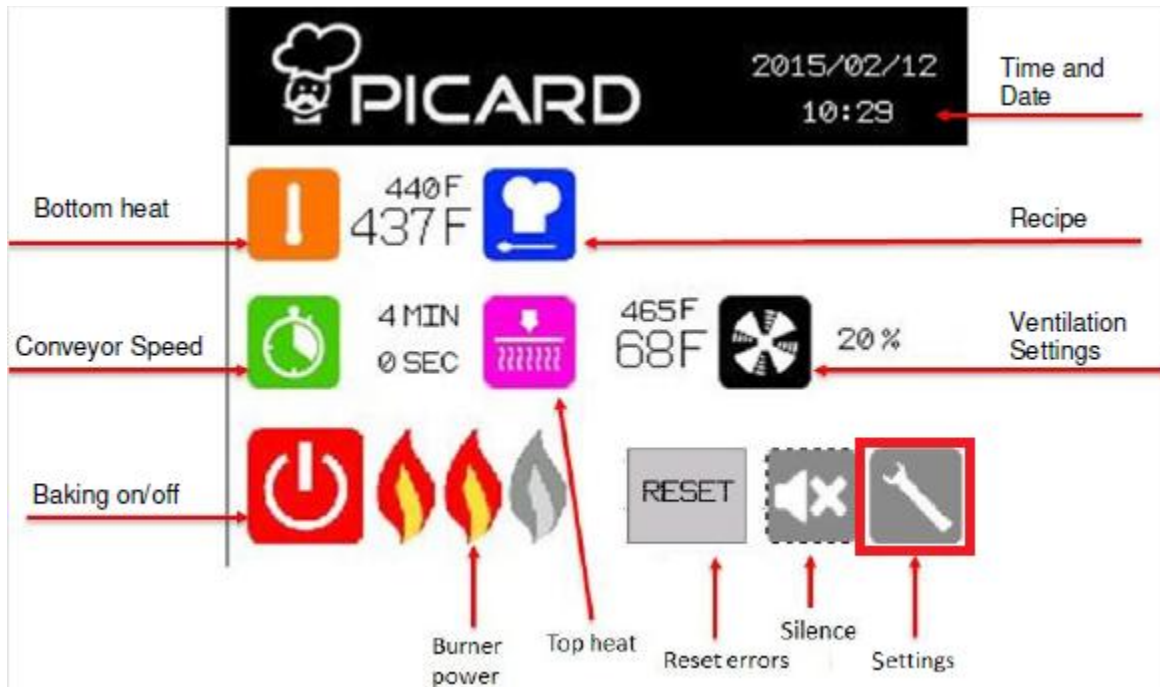 PICARD
2015/02/12
10:29
Time and
Date
Bottom heat
440F
437F
Recipe
Conveyor Speed
4 MIN
0 SEC
465F
68F
20%
Ventilation
Settings
Baking on/off
RESET
Burner
power
Top heat
Reset errors
Silence
Settings